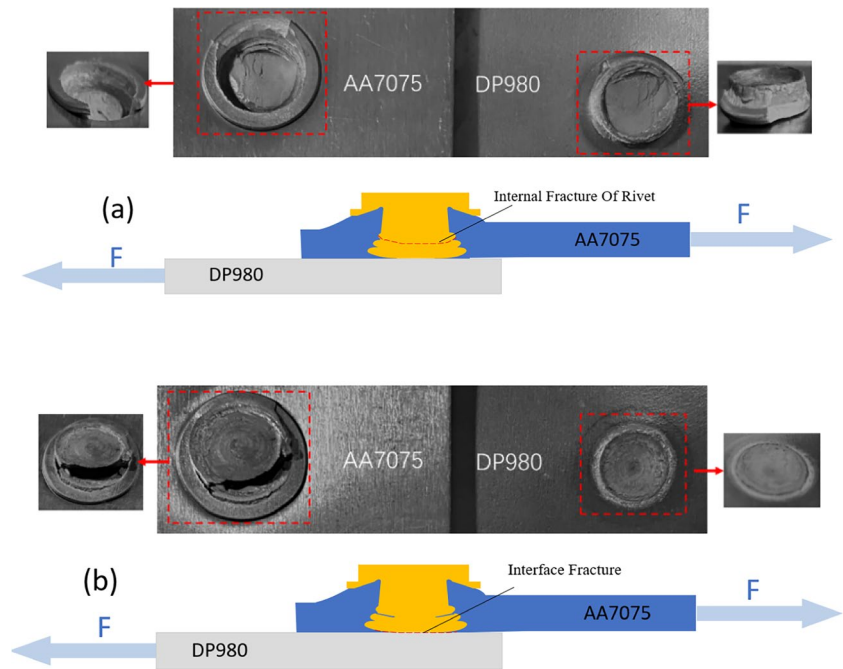 AA7075 DP980
(a)
Internal Fracture Of Rivet
F
AA7075
F
DP980
AA7075 DP980
(b)
Interface Fracture
F
AA7075
F
DP980